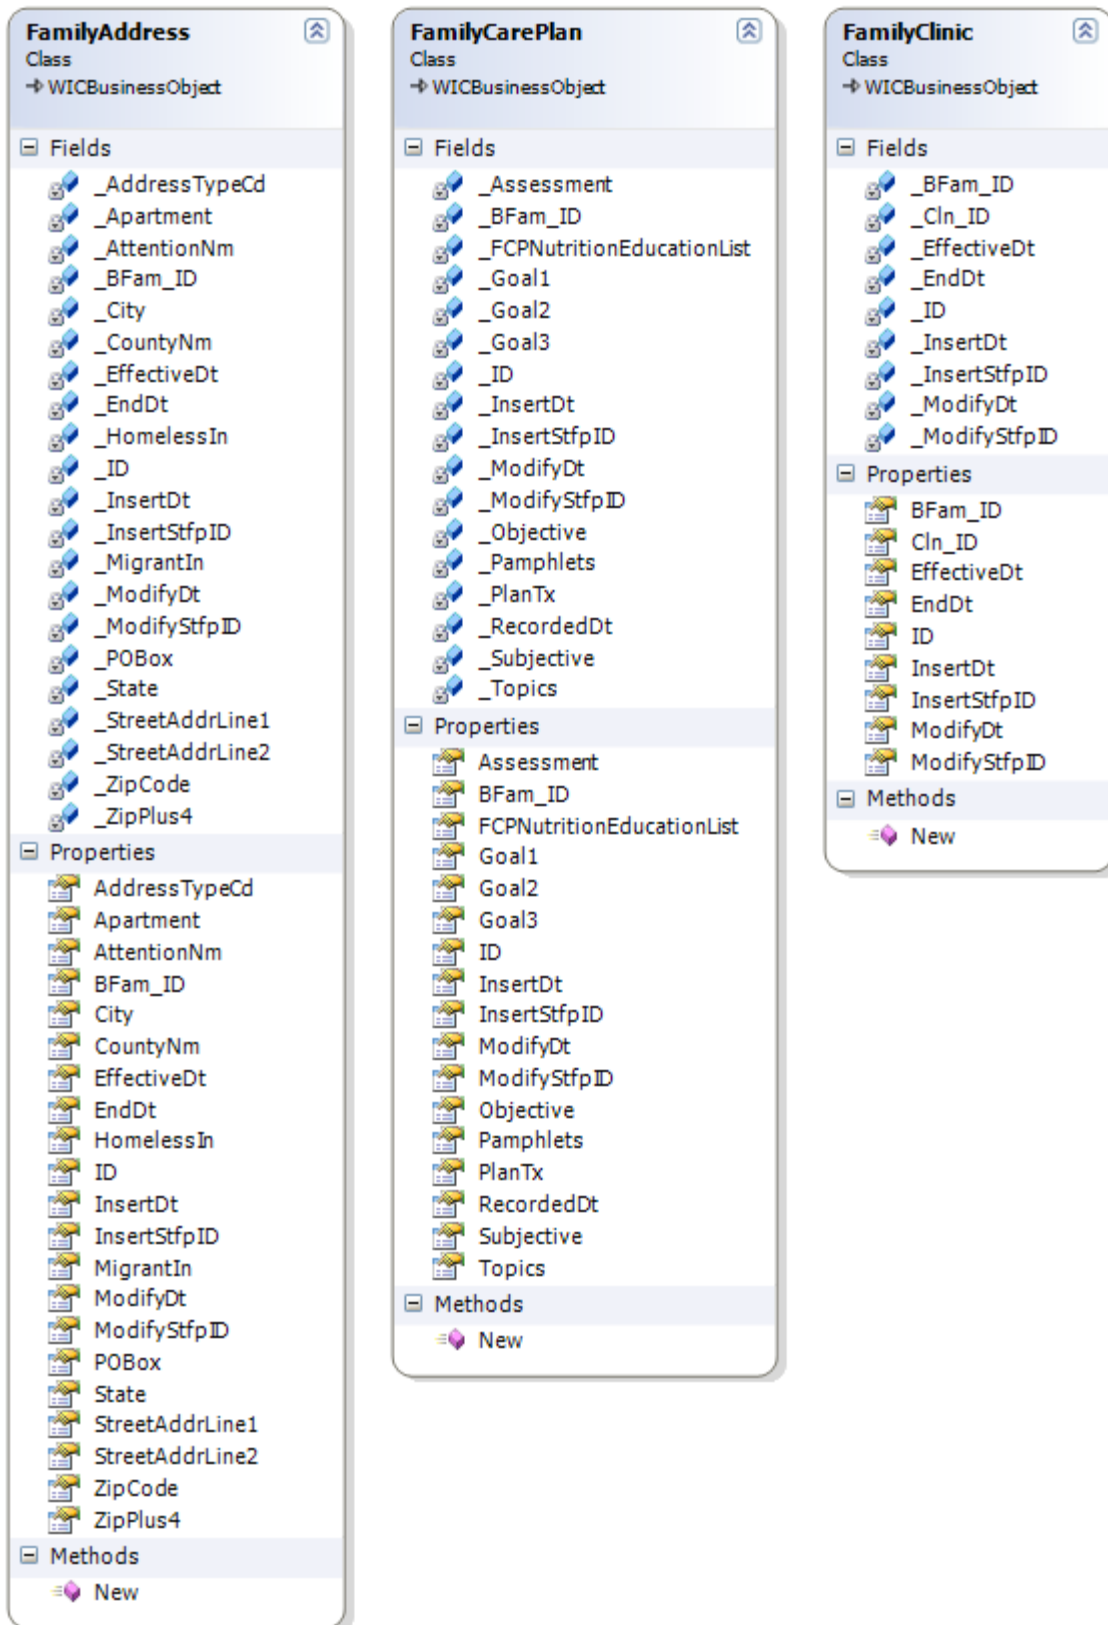 FamilyAddress
Class
WICBusinessObject
Fields
_AddressTypeCd
_Apartment
_AttentionNm
_BFam_ID
_City
_CountyNm
_EffectiveDt
_EndDt
_HomelessIn
_ID
_InsertDt
_InsertStfpID
_MigrantIn
_ModifyDt
_ModifyStfpID
_POBox
_State
_StreetAddrLine1
_StreetAddrLine2
_ZipCode
_ZipPlus4
Properties
AddressTypeCd
Apartment
AttentionNm
BFam_ID
City
CountyNm
EffectiveDt
EndDt
HomelessIn
ID
InsertDt
InsertStfpID
MigrantIn
ModifyDt
ModifyStfpID
POBox
State
StreetAddrLine1
StreetAddrLine2
ZipCode
ZipPlus4
Methods
New
FamilyCarePlan
Class
WICBusinessObject
Fields
_Assessment
_BFam_ID
_FCPNutritionEducationList
_Goal1
_Goal2
_Goal3
_ID
_InsertDt
_InsertStfpID
_ModifyDt
_ModifyStfpID
_Objective
_Pamphlets
_PlanTx
_RecordedDt
_Subjective
_Topics
Properties
Assessment
BFam_ID
FCPNutritionEducationList
Goal1
Goal2
Goal3
ID
InsertDt
InsertStfpID
ModifyDt
ModifyStfpID
Objective
Pamphlets
PlanTx
RecordedDt
Subjective
Topics
Methods
New
FamilyClinic
Class
WICBusinessObject
Fields
_BFam_ID
_Cln_ID
_EffectiveDt
_EndDt
_ID
_InsertDt
_InsertStfpID
_ModifyDt
_ModifyStfpID
Properties
BFam_ID
Cln_ID
EffectiveDt
EndDt
ID
InsertDt
InsertStfpID
ModifyDt
ModifyStfpID
Methods
New